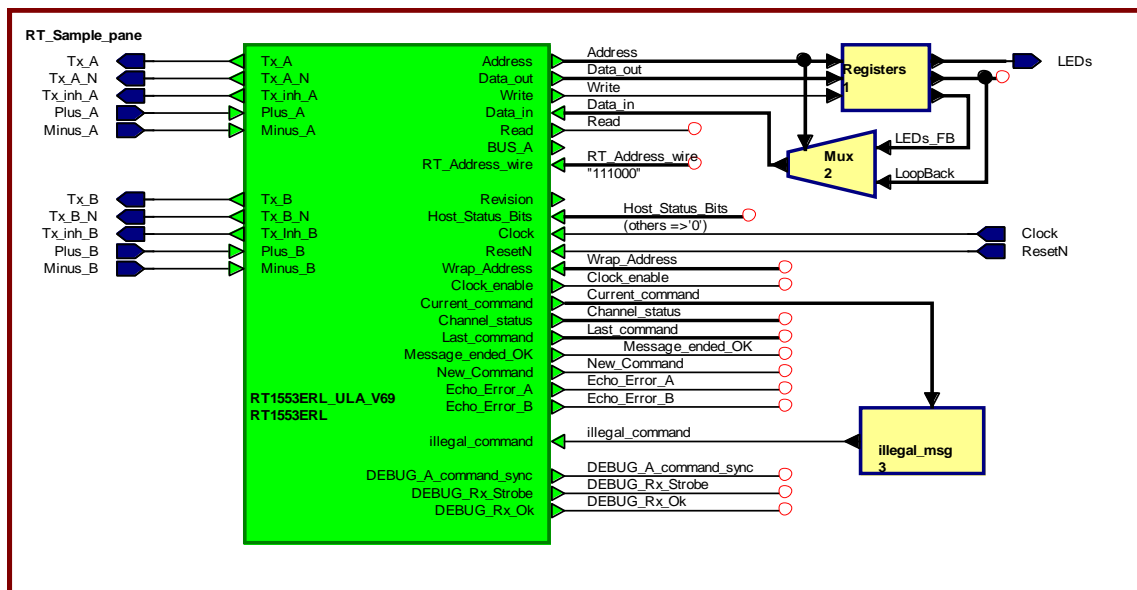 RT_Sample_pane
Tx_A
Tx_A_N
Tx_inh_A
Plus_A
Minus_A
Tx_B
Tx_B_N
Tx_inh_B
Plus_B
Minus_B
Tx_A
Tx_A_N
Tx_inh_A
Plus_A
Minus_A
Tx_B
Tx_B_N
Tx_Inh_B
Plus_B
Minus_B
RT1553ERL_ULA_V69
RT1553ERL
Address
Data_out
Write
Data_in
Read
BUS_A
RT_Address_wire
Revision
Host_Status_Bits
Clock
ResetN
Wrap_Address
Clock_enable
Current_command
Channel_status
Last_command
Message_ended_OK
New_Command
Echo_Error_A
Echo_Error_B
illegal_command
DEBUG_A_command_sync
DEBUG_Rx_Strobe
DEBUG_Rx_Ok
Address
Data_out
Write
Data_in
Read
RT_Address_wire
"111000"
Host_Status_Bits
(others =>'0')
Wrap_Address
Clock_enable
Current_command
Channel_status
Last_command
Message_ended_OK
New_Command
Echo_Error_A
Echo_Error_B
illegal_command
DEBUG_A_command_sync
DEBUG_Rx_Strobe
DEBUG_Rx_Ok
Registers
1
Mux
2
LEDs_FB
LoopBack
illegal_msg
3
LEDs
Clock
ResetN